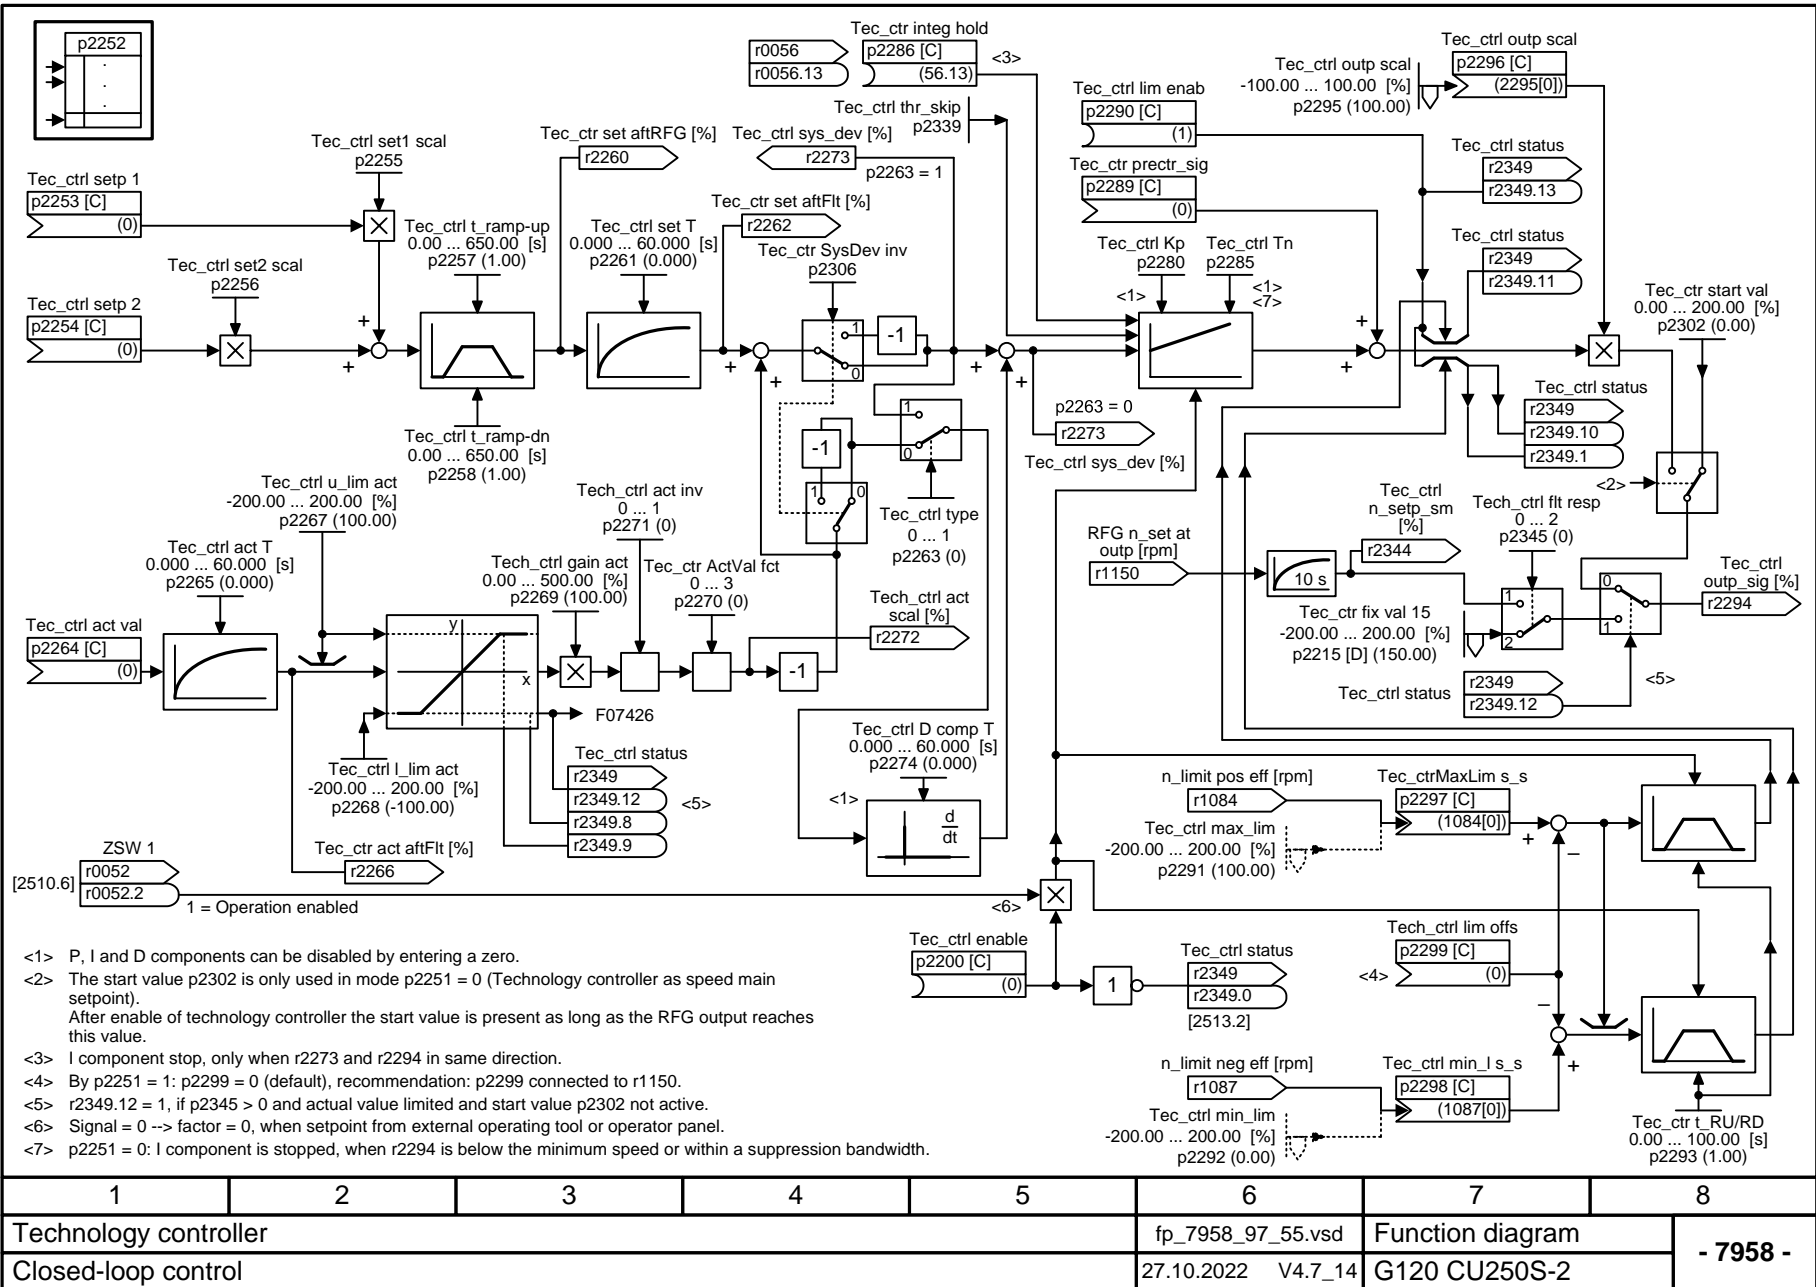 p2252
Tec_ctrl setp 1
p2253 [C]
(0)
Tec_ctrl set1 scal
p2255
Tec_ctrl set2 scal
p2256
Tec_ctrl setp 2
p2254 [C]
(0)
+
+
Tec_ctrl t_ramp-up
0.00 ... 650.00 [s]
p2257 (1.00)
Tec_ctrl t_ramp-dn
0.00 ... 650.00 [s]
p2258 (1.00)
Tec_ctr set aftRFG [%]
r2260
Tec_ctrl set T
0.000 ... 60.000 [s]
p2261 (0.000)
Tec_ctrl sys_dev [%]
r2273
p2263 = 1
Tec_ctr set aftFlt [%]
r2262
Tec_ctr SysDev inv
p2306
+
+
1
0
-1
-1
1
0
1
0
Tec_ctrl type
0 ... 1
p2263 (0)
r0056
r0056.13
Tec_ctr integ hold
p2286 [C]
(56.13)
<3>
Tec_ctrl thr_skip
p2339
Tec_ctrl lim enab
p2290 [C]
(1)
Tec_ctr prectr_sig
p2289 [C]
(0)
Tec_ctrl Kp
p2280
<1>
Tec_ctrl Tn
p2285
<1>
<7>
+
+
p2263 = 0
r2273
Tec_ctrl sys_dev [%]
+
+
Tec_ctrl outp scal
-100.00 ... 100.00 [%]
p2295 (100.00)
Tec_ctrl outp scal
p2296 [C]
(2295[0])
Tec_ctrl status
r2349
r2349.13
Tec_ctrl status
r2349
r2349.11
Tec_ctrl status
r2349
r2349.10
r2349.1
Tec_ctr start val
0.00 ... 200.00 [%]
p2302 (0.00)
<2>
Tec_ctrl u_lim act
-200.00 ... 200.00 [%]
p2267 (100.00)
Tec_ctrl act T
0.000 ... 60.000 [s]
p2265 (0.000)
Tec_ctrl act val
p2264 [C]
(0)
y
x
Tec_ctrl l_lim act
-200.00 ... 200.00 [%]
p2268 (-100.00)
Tec_ctr act aftFlt [%]
r2266
Tech_ctrl gain act
0.00 ... 500.00 [%]
p2269 (100.00)
Tech_ctrl act inv
0 ... 1
p2271 (0)
Tec_ctr ActVal fct
0 ... 3
p2270 (0)
-1
Tech_ctrl act
scal [%]
r2272
F07426
Tec_ctrl status
r2349
r2349.12
r2349.8
r2349.9
<5>
Tec_ctrl D comp T
0.000 ... 60.000 [s]
p2274 (0.000)
<1>
d
dt
RFG n_set at
outp [rpm]
r1150
10 s
Tec_ctrl
n_setp_sm
[%]
r2344
Tech_ctrl flt resp
0 ... 2
p2345 (0)
1
2
Tec_ctr fix val 15
-200.00 ... 200.00 [%]
p2215 [D] (150.00)
0
1
Tec_ctrl
outp_sig [%]
r2294
Tec_ctrl status
r2349
r2349.12
<5>
ZSW 1
[2510.6]
r0052
r0052.2
1 = Operation enabled
<6>
Tec_ctrl enable
p2200 [C]
(0)
1
Tec_ctrl status
r2349
r2349.0
[2513.2]
n_limit pos eff [rpm]
r1084
Tec_ctrl max_lim
-200.00 ... 200.00 [%]
p2291 (100.00)
Tec_ctrMaxLim s_s
p2297 [C]
(1084[0])
+
–
Tech_ctrl lim offs
p2299 [C]
(0)
<4>
–
+
n_limit neg eff [rpm]
r1087
Tec_ctrl min_lim
-200.00 ... 200.00 [%]
p2292 (0.00)
Tec_ctrl min_l s_s
p2298 [C]
(1087[0])
Tec_ctr t_RU/RD
0.00 ... 100.00 [s]
p2293 (1.00)
<1> P, I and D components can be disabled by entering a zero.
<2> The start value p2302 is only used in mode p2251 = 0 (Technology controller as speed main
setpoint).
After enable of technology controller the start value is present as long as the RFG output reaches
this value.
<3> I component stop, only when r2273 and r2294 in same direction.
<4> By p2251 = 1: p2299 = 0 (default), recommendation: p2299 connected to r1150.
<5> r2349.12 = 1, if p2345 > 0 and actual value limited and start value p2302 not active.
<6> Signal = 0 --> factor = 0, when setpoint from external operating tool or operator panel.
<7> p2251 = 0: I component is stopped, when r2294 is below the minimum speed or within a suppression bandwidth.
1 2 3 4 5 6 7 8
Technology controller
fp_7958_97_55.vsd
Function diagram
- 7958 -
Closed-loop control
27.10.2022 V4.7_14
G120 CU250S-2